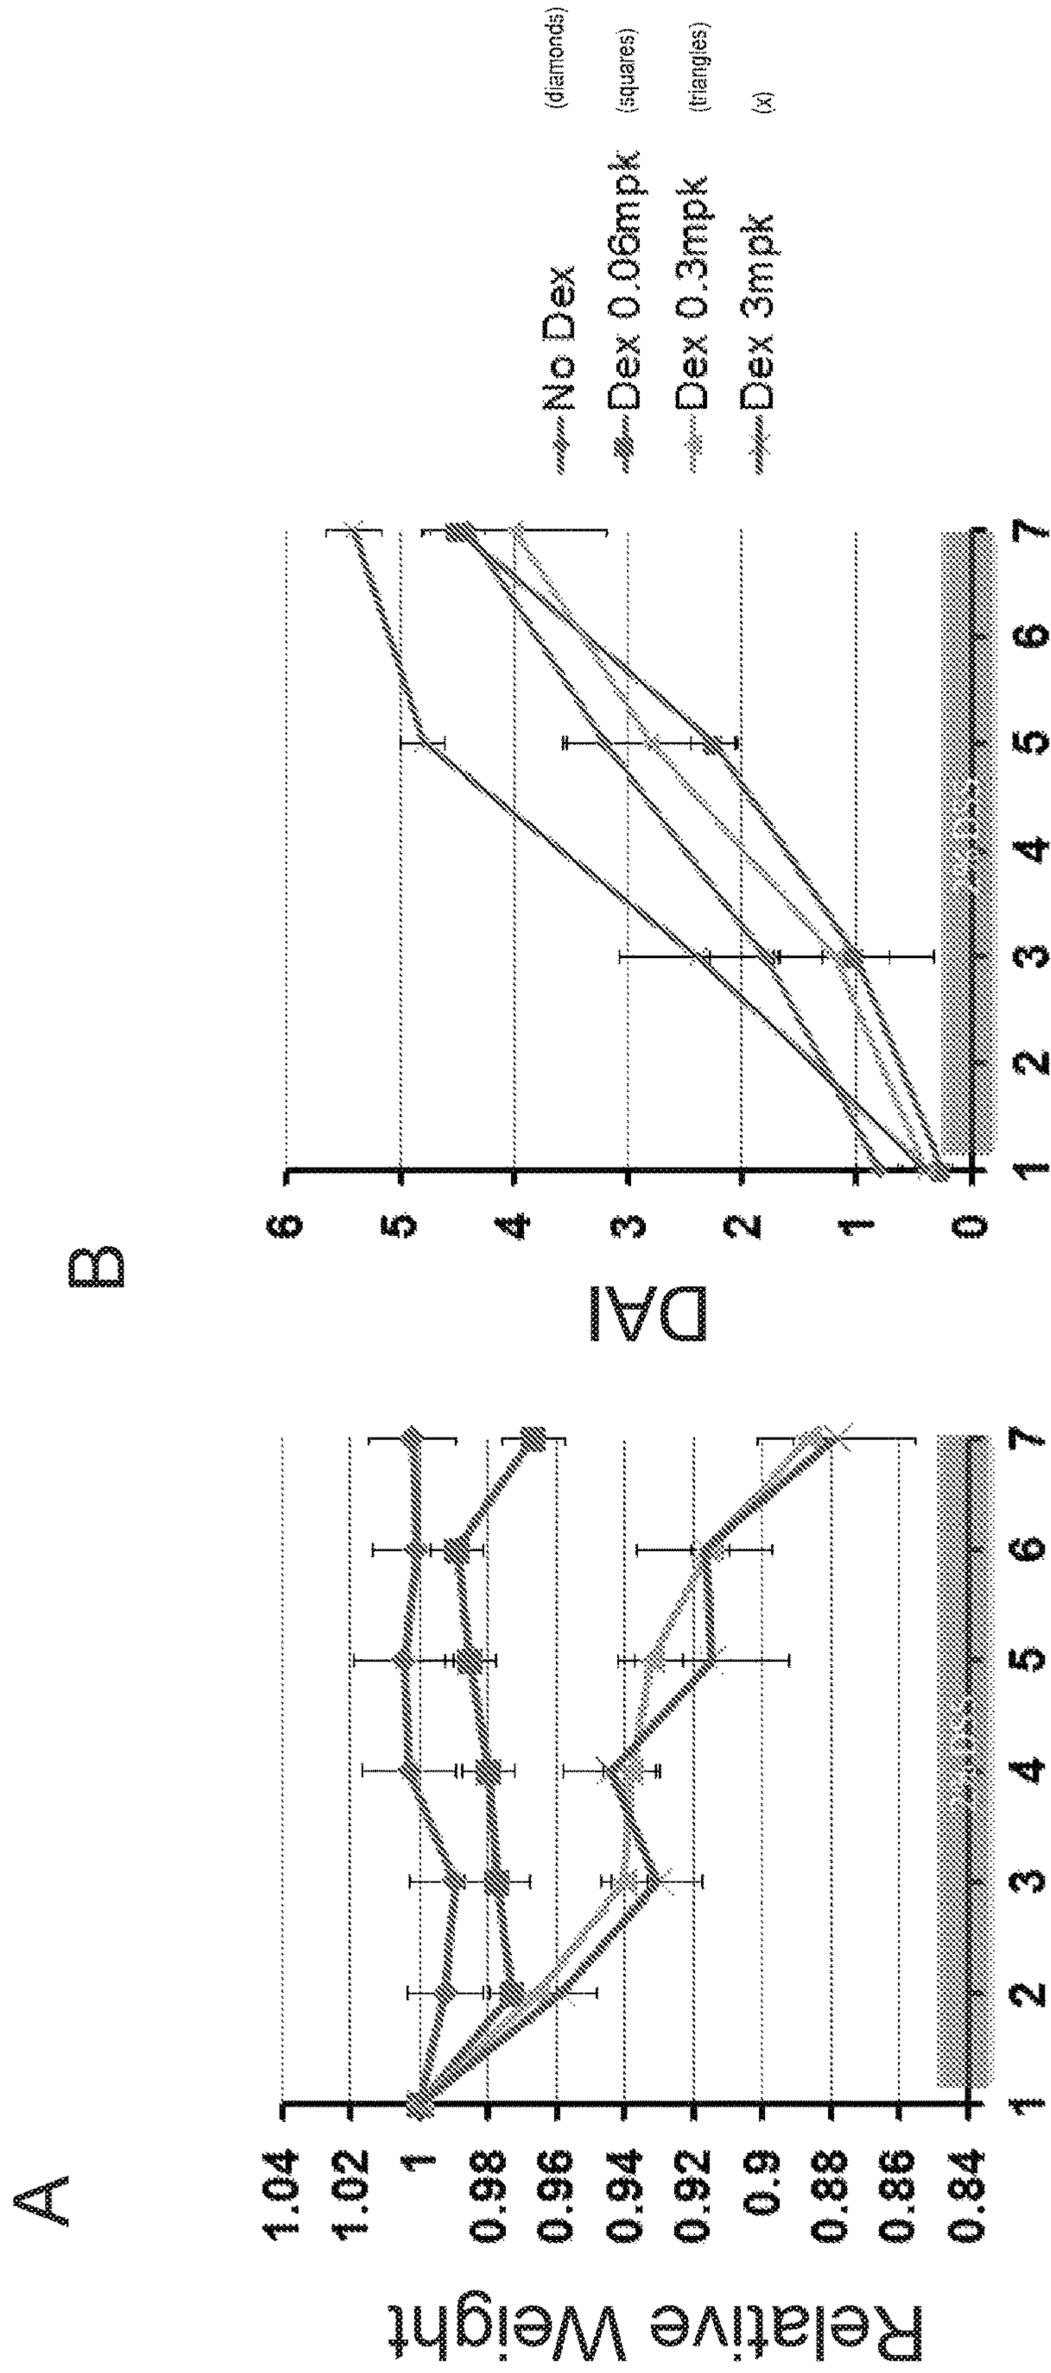 A
Relative Weight
1.04
1.02
1
0.98
0.96
0.94
0.92
0.9
0.88
0.86
0.84
1 2 3 4 5 6 7
B
DAI
6
5
4
3
2
1
0
1 2 3 4 5 6 7
No Dex (diamonds)
Dex 0.06mpk (squares)
Dex 0.3mpk (triangles)
Dex 3mpk (x)